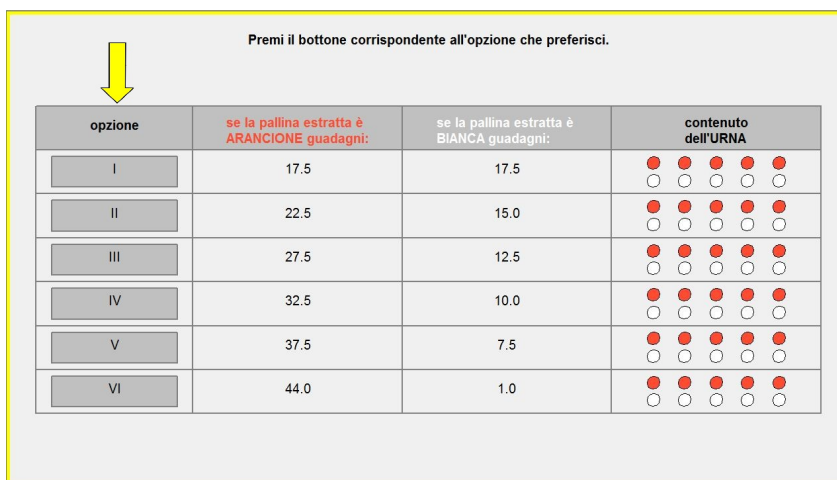 Premi il bottone corrispondente all'opzione che preferisci.
opzione
se la pallina estratta è
ARANCIONE guadagni:
se la pallina estratta è
BIANCA guadagni:
contenuto
dell'URNA
I 17.5 17.5
II 22.5 15.0
III 27.5 12.5
IV 32.5 10.0
V 37.5 7.5
VI 44.0 1.0